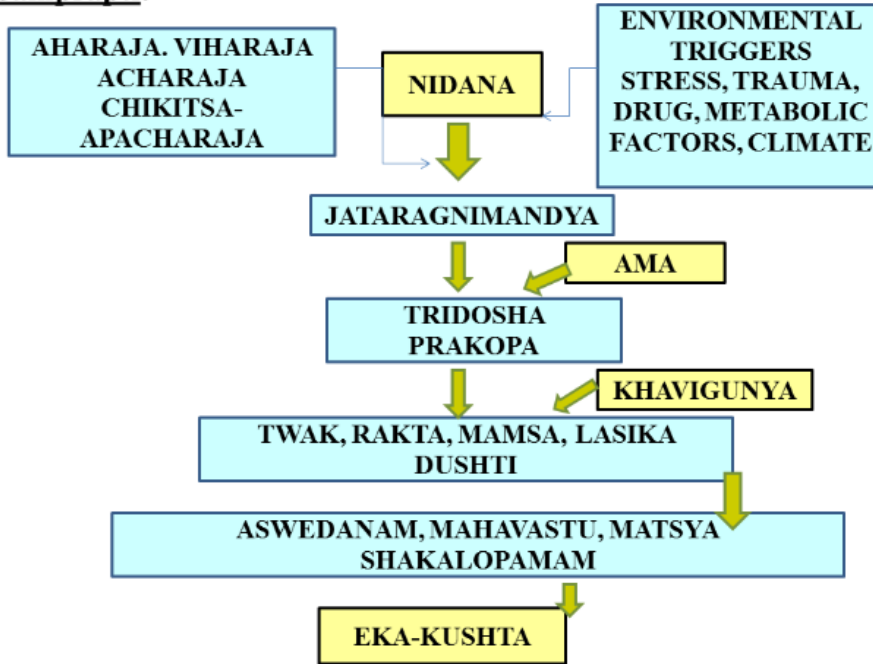 AHARAJA. VIHARAJA
ACHARAJA
CHIKITSA-
APACHARAJA
NIDANA
ENVIRONMENTAL
TRIGGERS
STRESS, TRAUMA,
DRUG, METABOLIC
FACTORS, CLIMATE
JATARAGNIMANDYA
AMA
TRIDOSHA
PRAKOPA
KHAVIGUNYA
TWAK, RAKTA, MAMSA, LASIKA
DUSHTI
ASWEDANAM, MAHAVASTU, MATSYA
SHAKALOPAMAM
EKA-KUSHTA